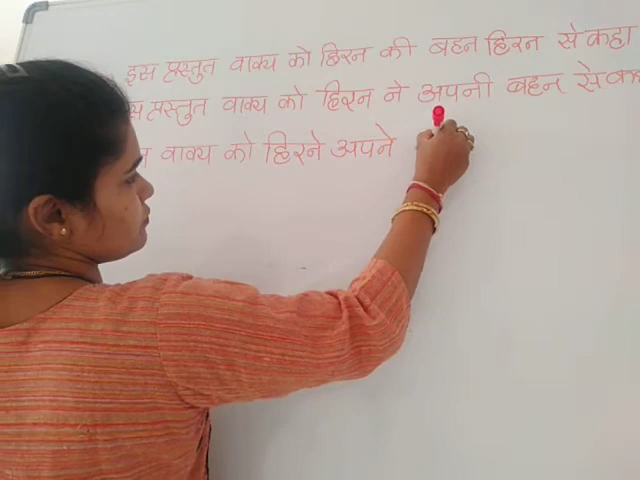 इस प्रस्तुत वाक्य को हिरन की बहन हिरन से कहा
प्रस्तुत वाक्य को हिरन ने अपनी बहन से
वाक्य को हिरने अपने